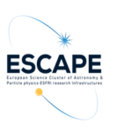 ESCAPE
European Science Cluster of Astronomy &
Particle physics ESFRI research Infrastructures